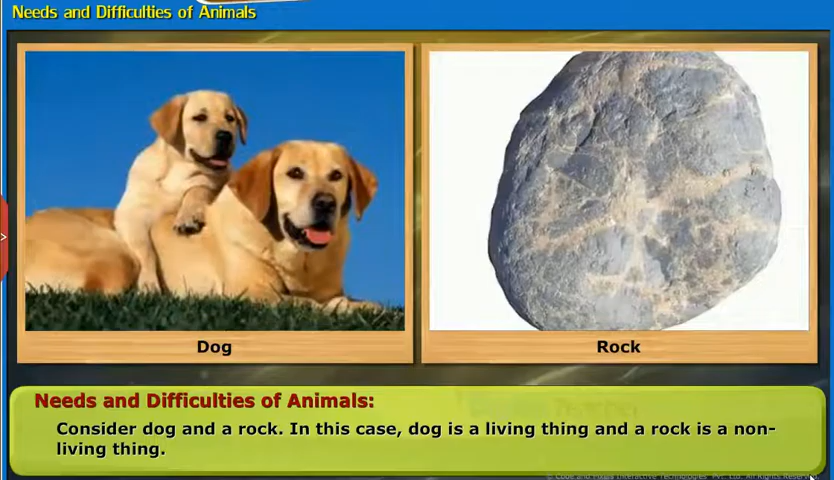 Needs and Difficulties of Animals
Dog
Rock
Needs and Difficulties of Animals:
Consider dog and a rock. In this case, dog is a living thing and a rock is a non-
living thing.